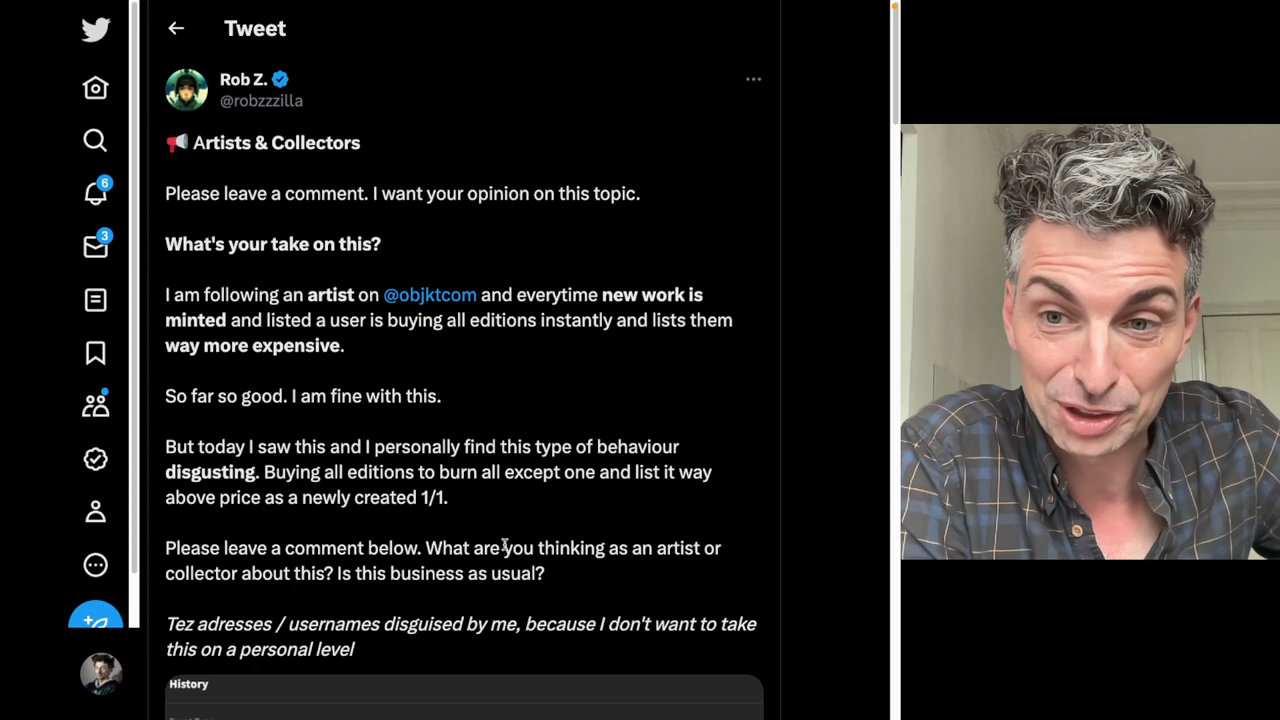 Tweet
Rob Z.
@robzzzilla
Artists & Collectors
Please leave a comment. I want your opinion on this topic.
What's your take on this?
I am following an artist on @objktcom and everytime new work is
minted and listed a user is buying all editions instantly and lists them
way more expensive.
So far so good. I am fine with this.
But today I saw this and I personally find this type of behaviour
disgusting. Buying all editions to burn all except one and list it way
above price as a newly created 1/1.
Please leave a comment below. What are you thinking as an artist or
collector about this? Is this business as usual?
Tez adresses / usernames disguised by me, because I don't want to take
this on a personal level
History
6
3